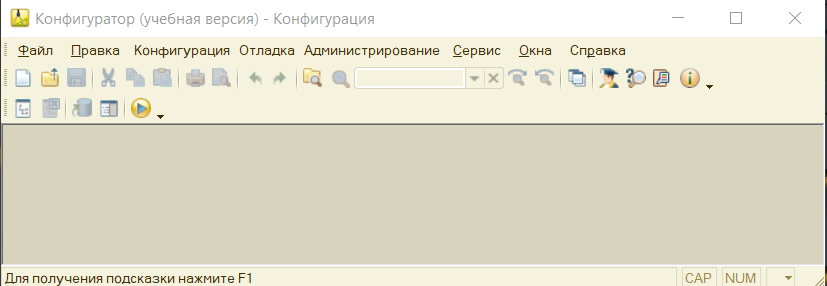 Конфигуратор (учебная версия) - Конфигурация
Файл Правка Конфигурация Отладка Администрирование Сервис Окна Справка
Для получения подсказки нажмите F1 CAP NUM